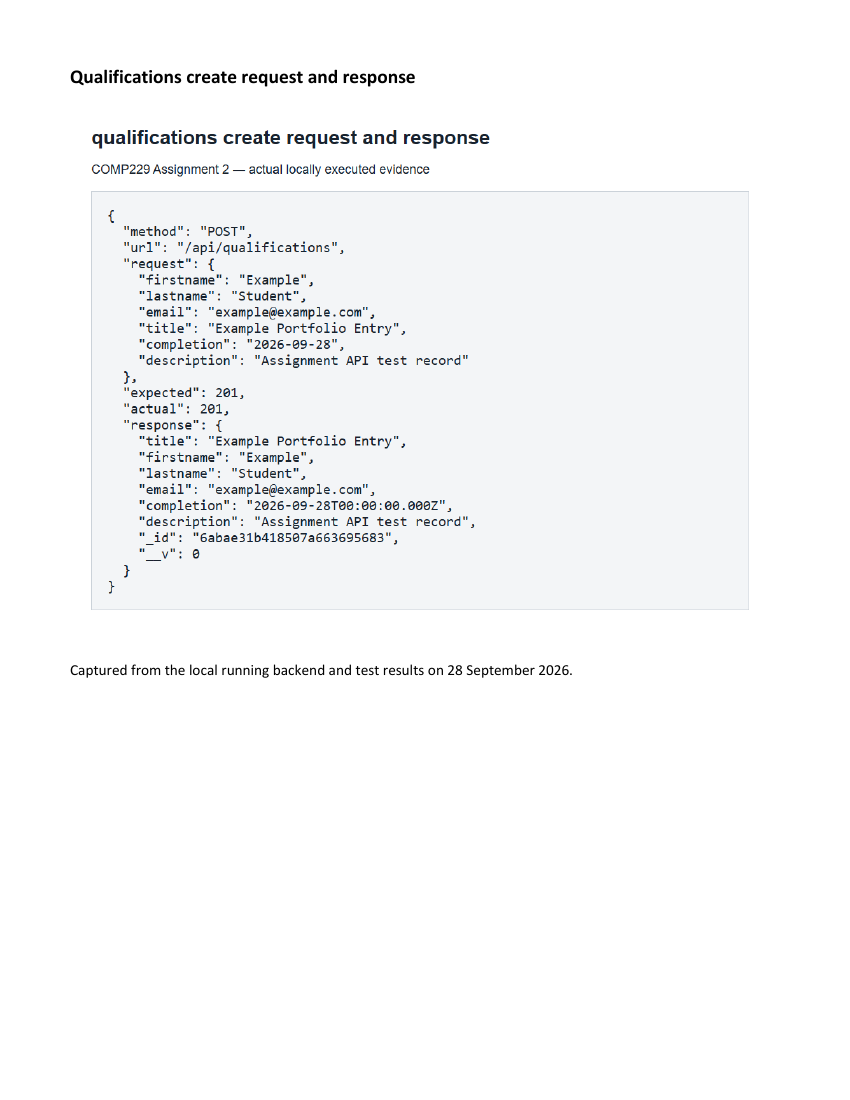 Qualifications create request and response
qualifications create request and response
COMP229 Assignment 2 — actual locally executed evidence
{
  "method": "POST",
  "url": "/api/qualifications",
  "request": {
    "firstname": "Example",
    "lastname": "Student",
    "email": "example@example.com",
    "title": "Example Portfolio Entry",
    "completion": "2026-09-28",
    "description": "Assignment API test record"
  },
  "expected": 201,
  "actual": 201,
  "response": {
    "title": "Example Portfolio Entry",
    "firstname": "Example",
    "lastname": "Student",
    "email": "example@example.com",
    "completion": "2026-09-28T00:00:00.000Z",
    "description": "Assignment API test record",
    "_id": "6abae31b418507a663695683",
    "__v": 0
  }
}
Captured from the local running backend and test results on 28 September 2026.